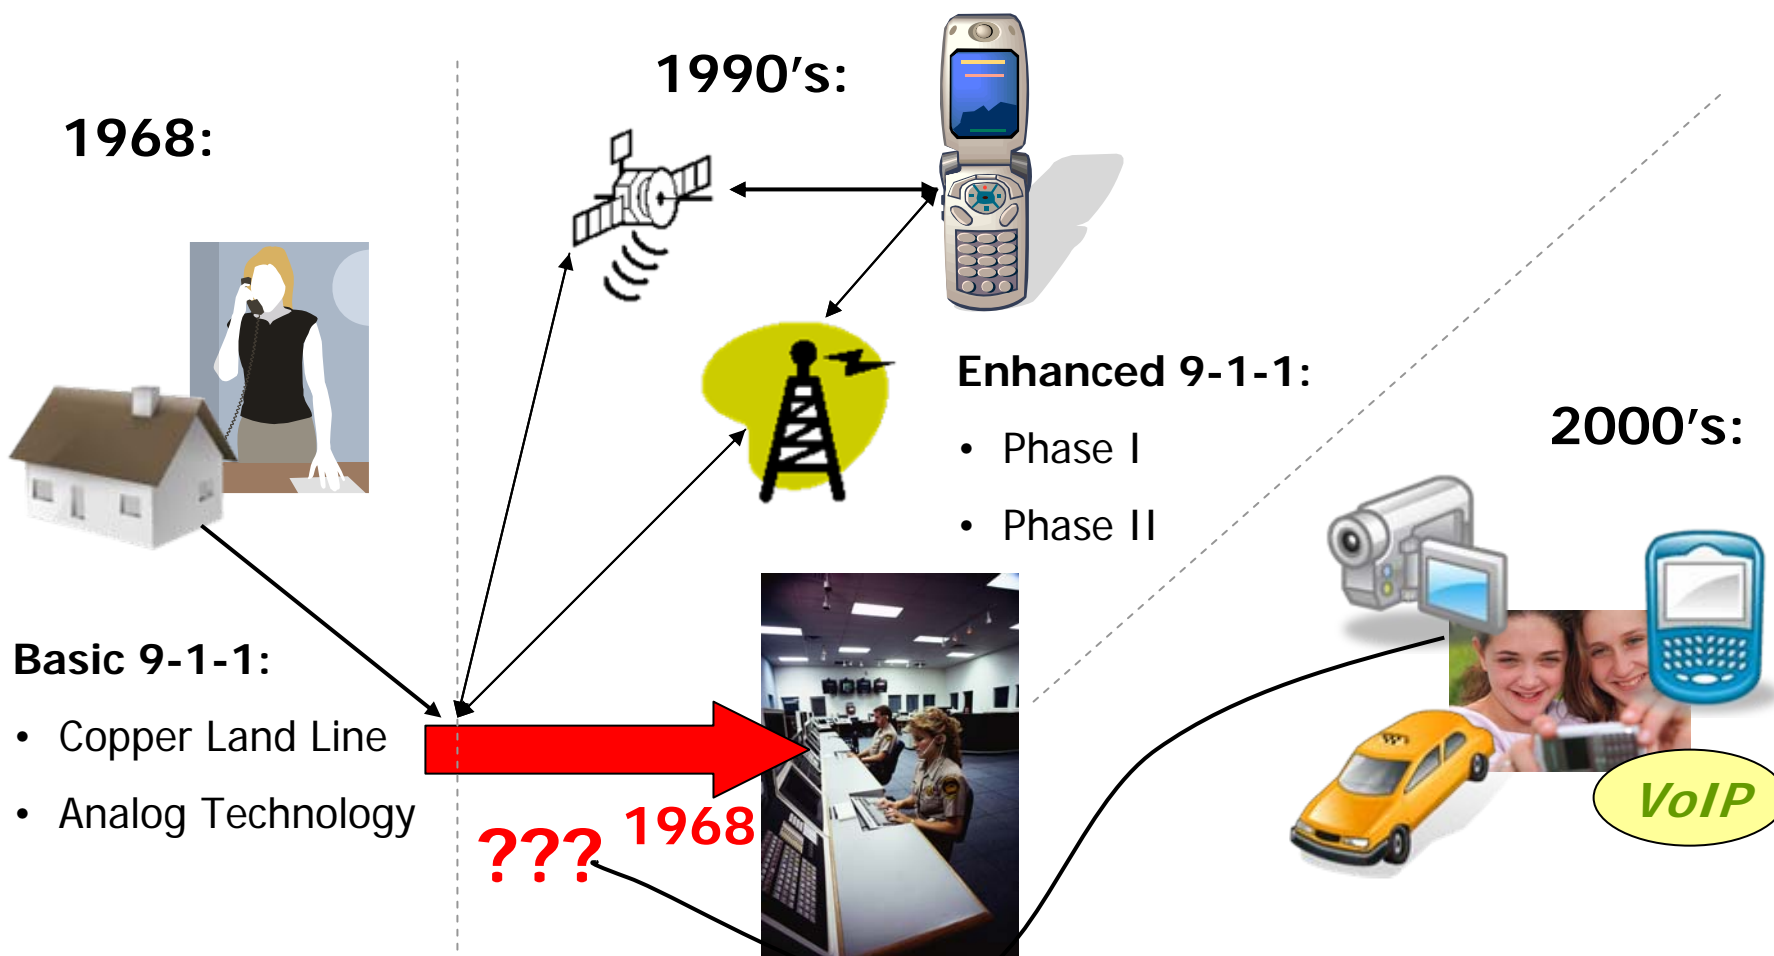 1968:
1990's:
Enhanced 9-1-1:
• Phase I
• Phase II
2000's:
Basic 9-1-1:
• Copper Land Line
• Analog Technology
1968
???
VoIP